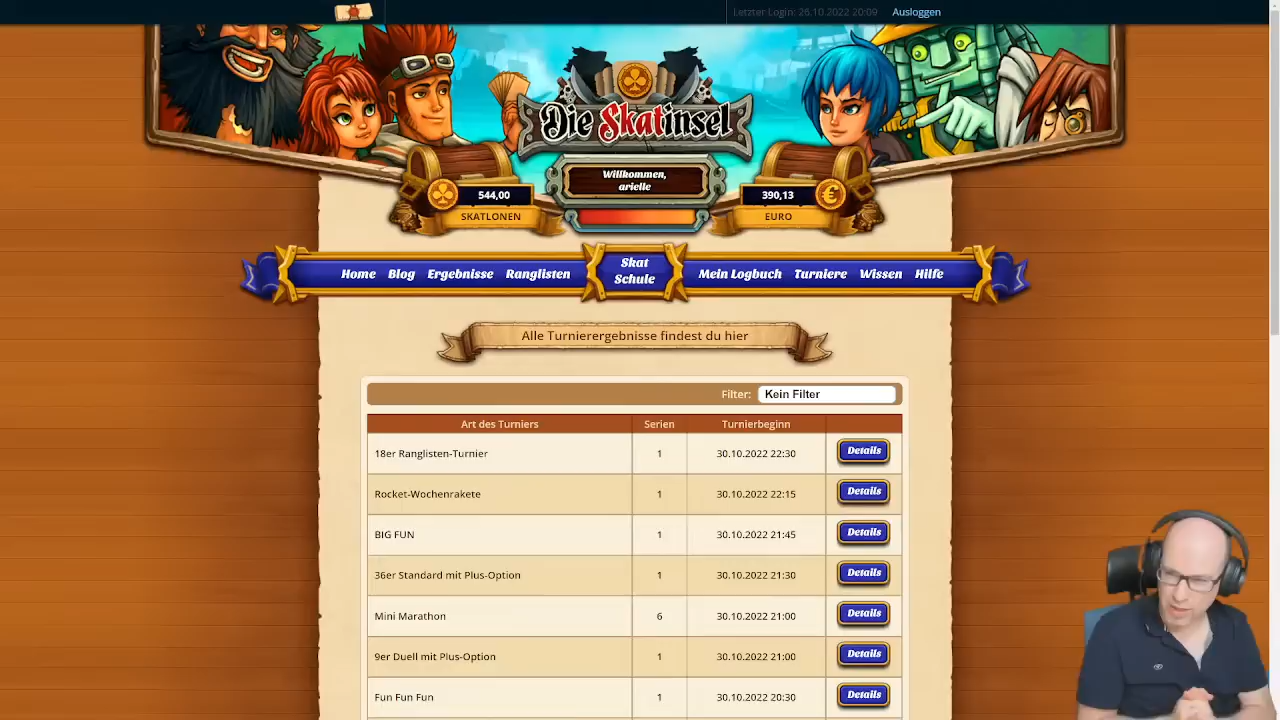 Letzter Login: 26.10.2022 20:09 Ausloggen
Die Skatinsel
Willkommen,
arielle
544,00
SKATLONEN
390,13
EURO
Home Blog Ergebnisse Ranglisten Skat Schule Mein Logbuch Turniere Wissen Hilfe
Alle Turnierergebnisse findest du hier
Filter: Kein Filter
Art des Turniers Serien Turnierbeginn
18er Ranglisten-Turnier 1 30.10.2022 22:30 Details
Rocket-Wochenrakete 1 30.10.2022 22:15 Details
BIG FUN 1 30.10.2022 21:45 Details
36er Standard mit Plus-Option 1 30.10.2022 21:30 Details
Mini Marathon 6 30.10.2022 21:00 Details
9er Duell mit Plus-Option 1 30.10.2022 21:00 Details
Fun Fun Fun 1 30.10.2022 20:30 Details